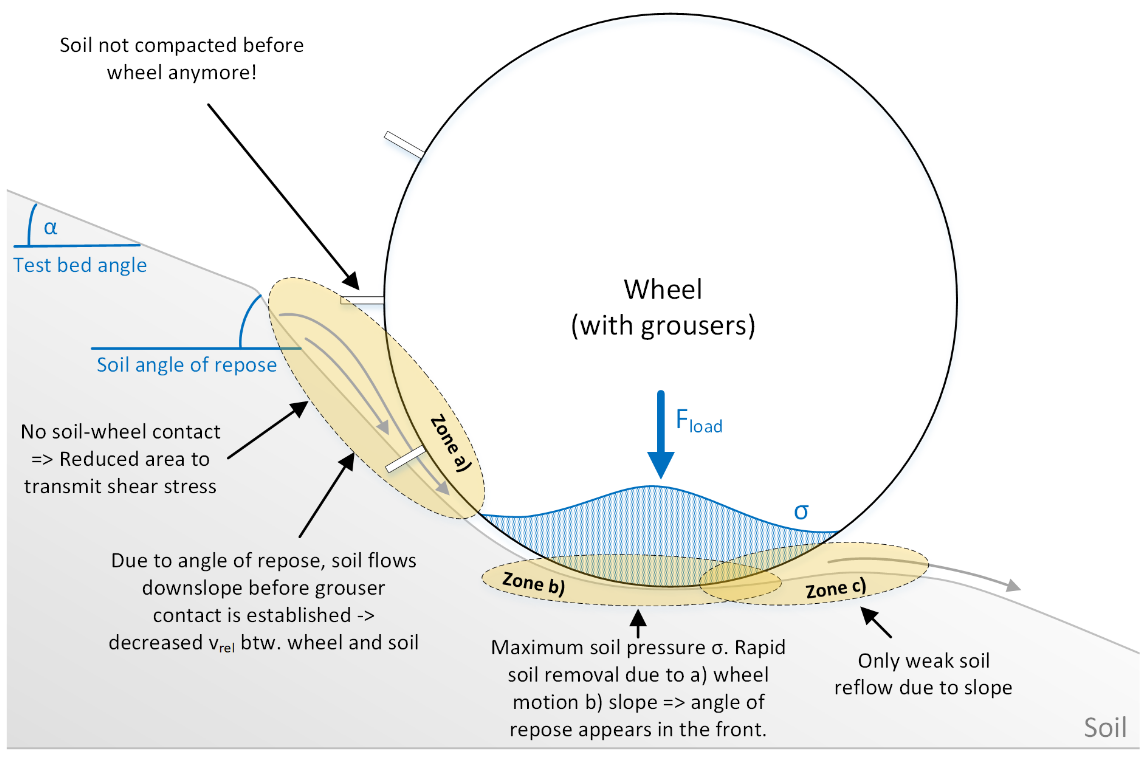 Soil not compacted before
wheel anymore!
α
Test bed angle
Soil angle of repose
Wheel
(with grousers)
Fload
σ
Zone a)
No soil-wheel contact
=> Reduced area to
transmit shear stress
Due to angle of repose, soil flows
downslope before grouser
contact is established ->
decreased vrel btw. wheel and soil
Zone b)
Zone c)
Maximum soil pressure σ. Rapid
soil removal due to a) wheel
motion b) slope => angle of
repose appears in the front.
Only weak soil
reflow due to slope
Soil